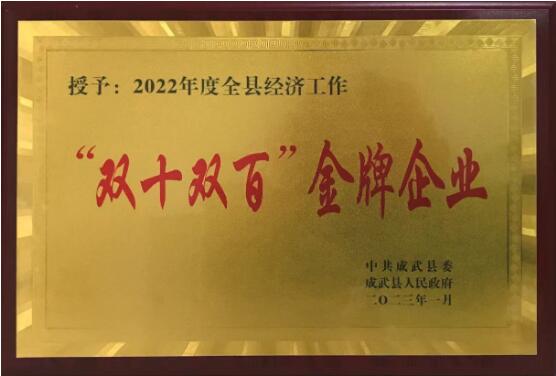 授予：2022年度全县经济工作
“双十双百”金牌企业
中共成武县委
成武县人民政府
二〇二三年一月